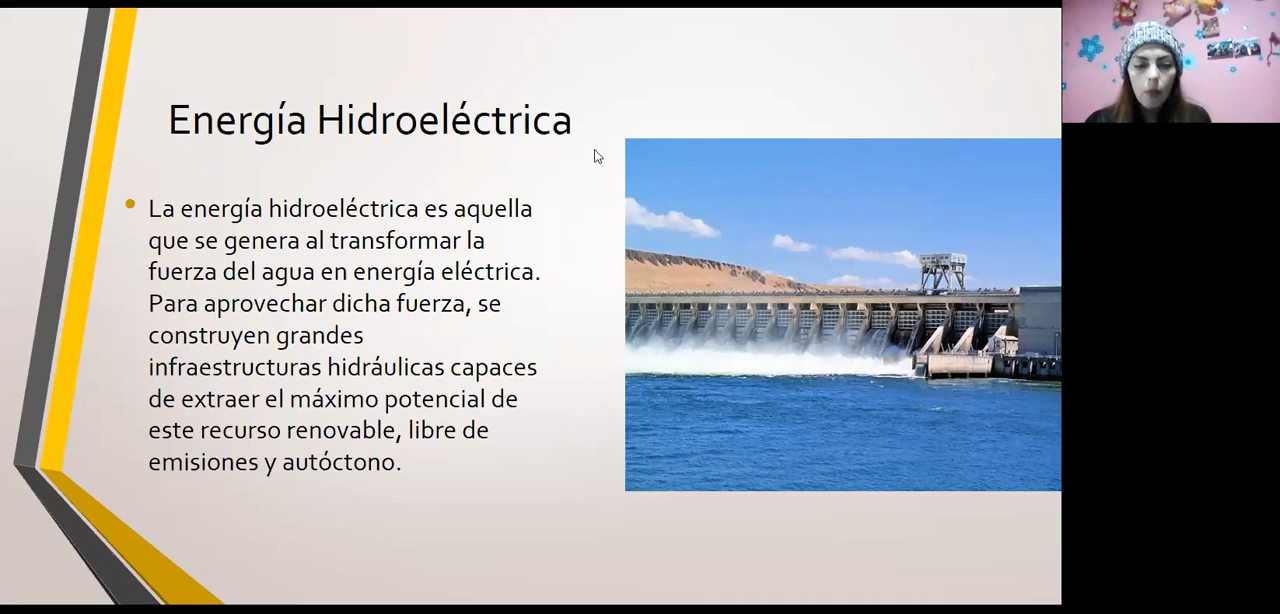 Energía Hidroeléctrica
La energía hidroeléctrica es aquella
que se genera al transformar la
fuerza del agua en energía eléctrica.
Para aprovechar dicha fuerza, se
construyen grandes
infraestructuras hidráulicas capaces
de extraer el máximo potencial de
este recurso renovable, libre de
emisiones y autóctono.